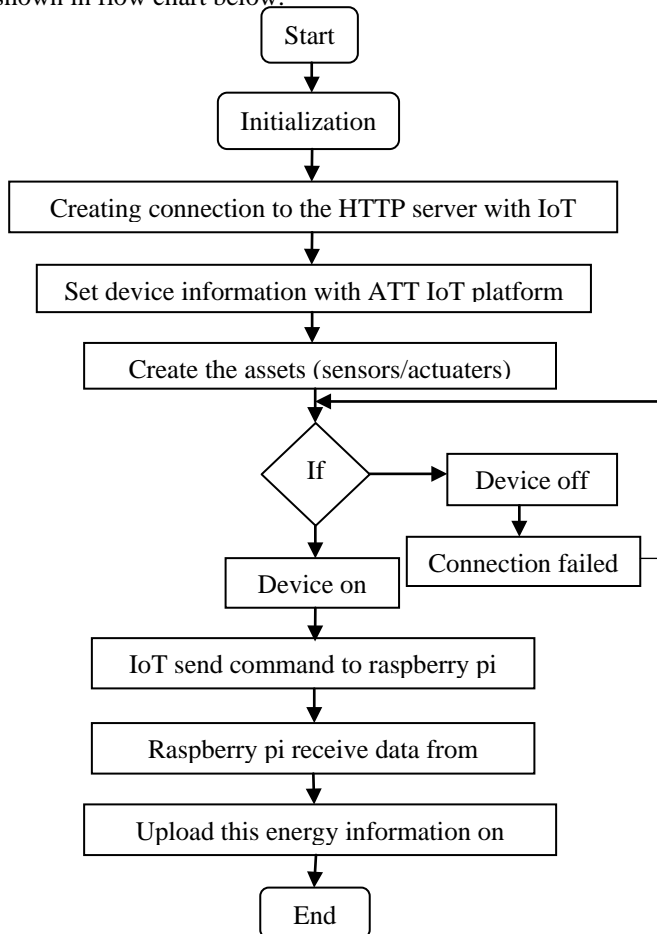 shown in flow chart below.
Start
Initialization
Creating connection to the HTTP server with IoT
Set device information with ATT IoT platform
Create the assets (sensors/actuaters)
If
Device off
Connection failed
Device on
IoT send command to raspberry pi
Raspberry pi receive data from
Upload this energy information on
End